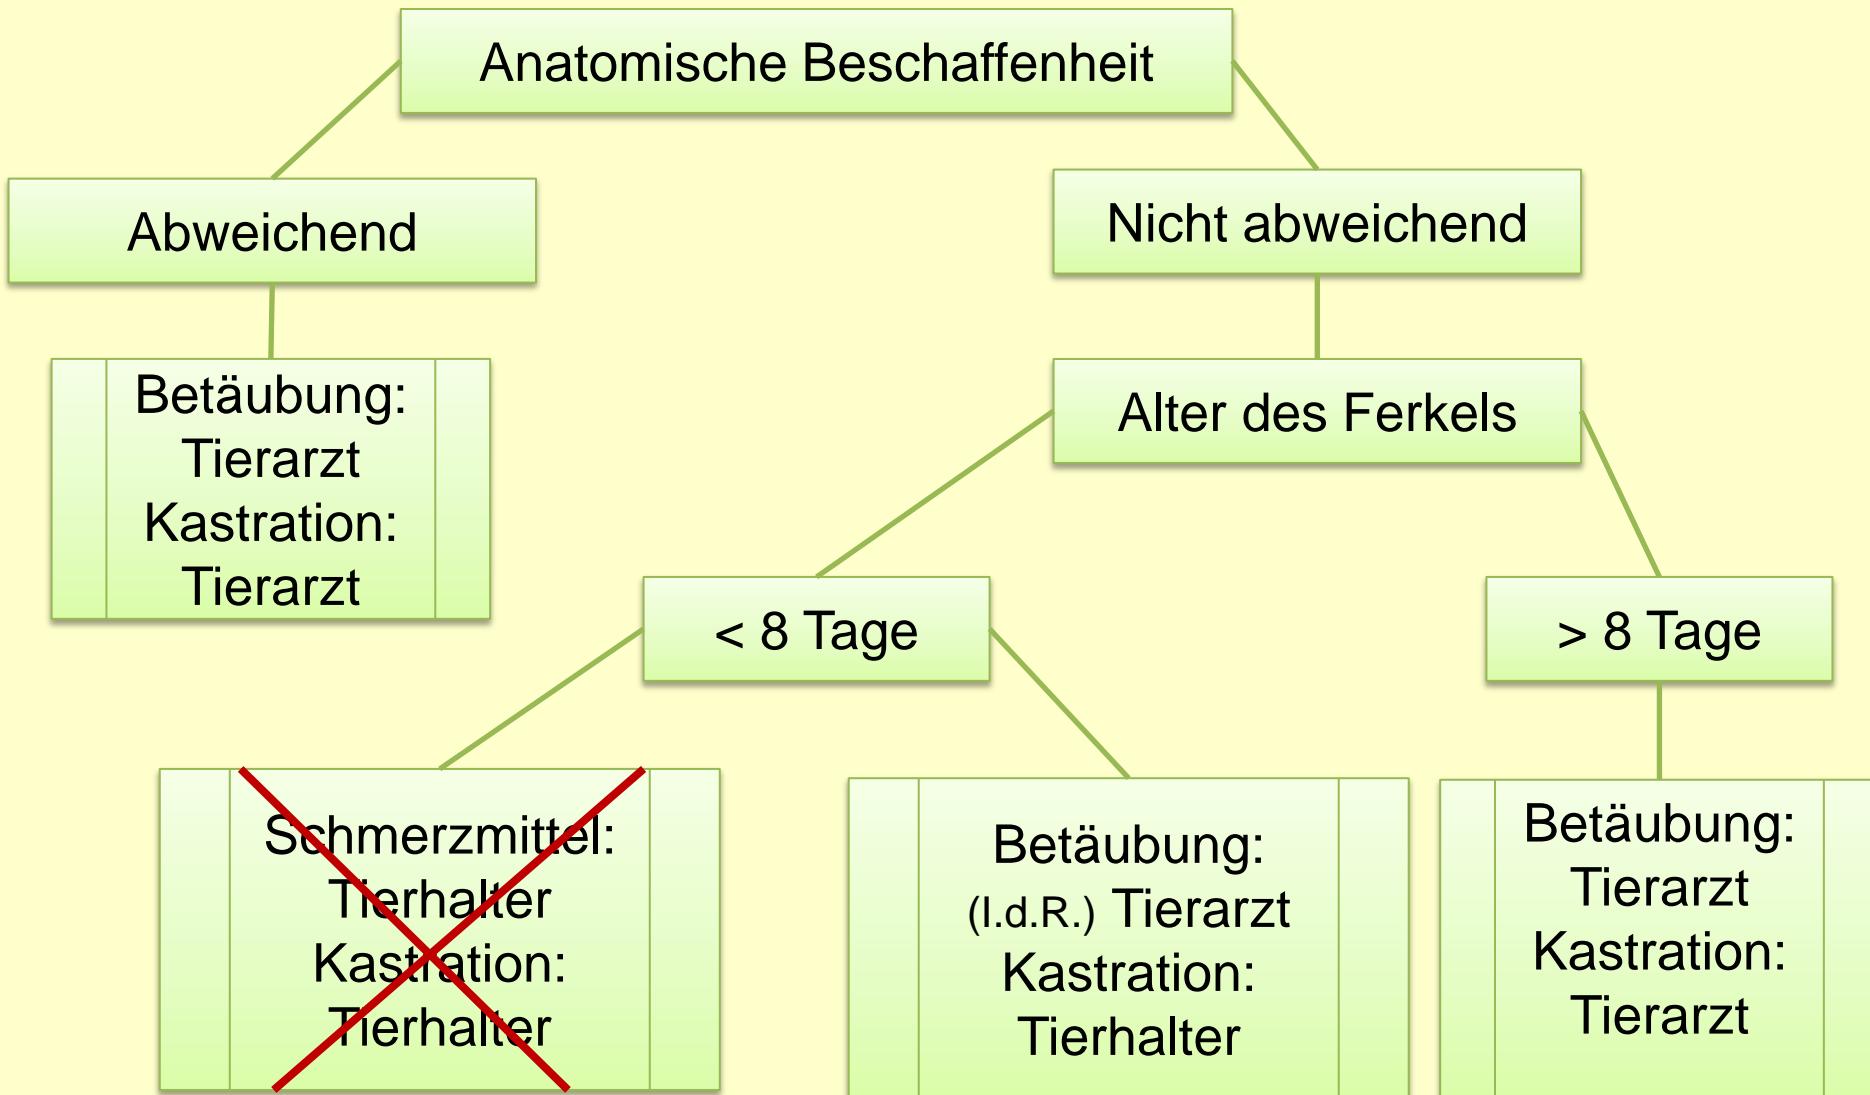 Anatomische Beschaffenheit
Abweichend
Nicht abweichend
Betäubung:
Tierarzt
Kastration:
Tierarzt
Alter des Ferkels
< 8 Tage
> 8 Tage
Schmerzmittel:
Tierhalter
Kastration:
Tierhalter
Betäubung:
(I.d.R.) Tierarzt
Kastration:
Tierhalter
Betäubung:
Tierarzt
Kastration:
Tierarzt